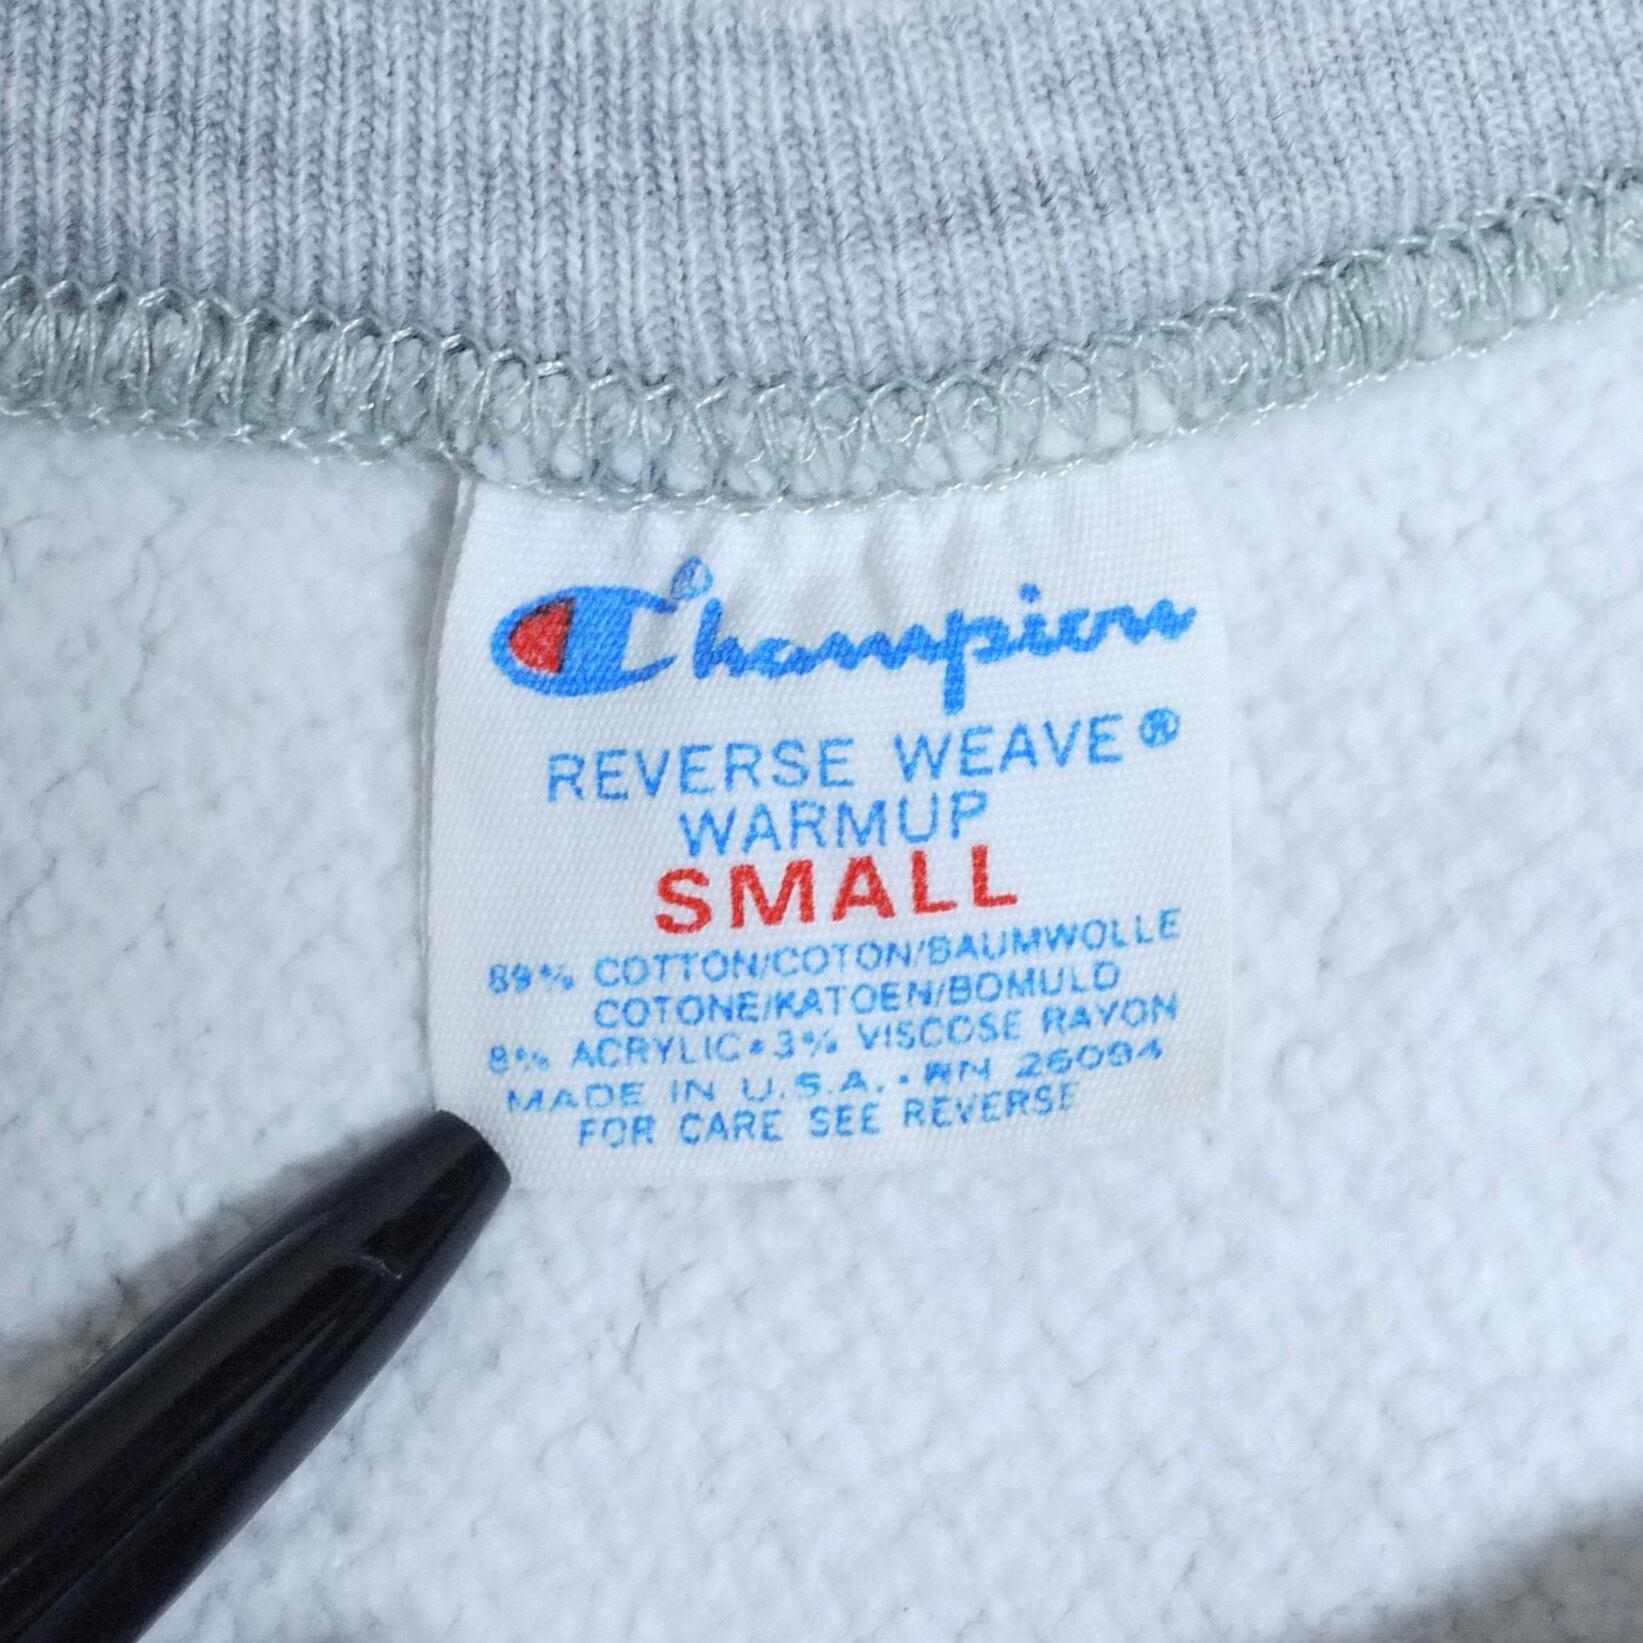 Champion
REVERSE WEAVE®
WARMUP
SMALL
89% COTTON/COTON/BAUMWOLLE
COTONE/KATOEN/BOMULD
8% ACRYLIC•3% VISCOSE RAYON
MADE IN U.S.A.•RN 26094
FOR CARE SEE REVERSE